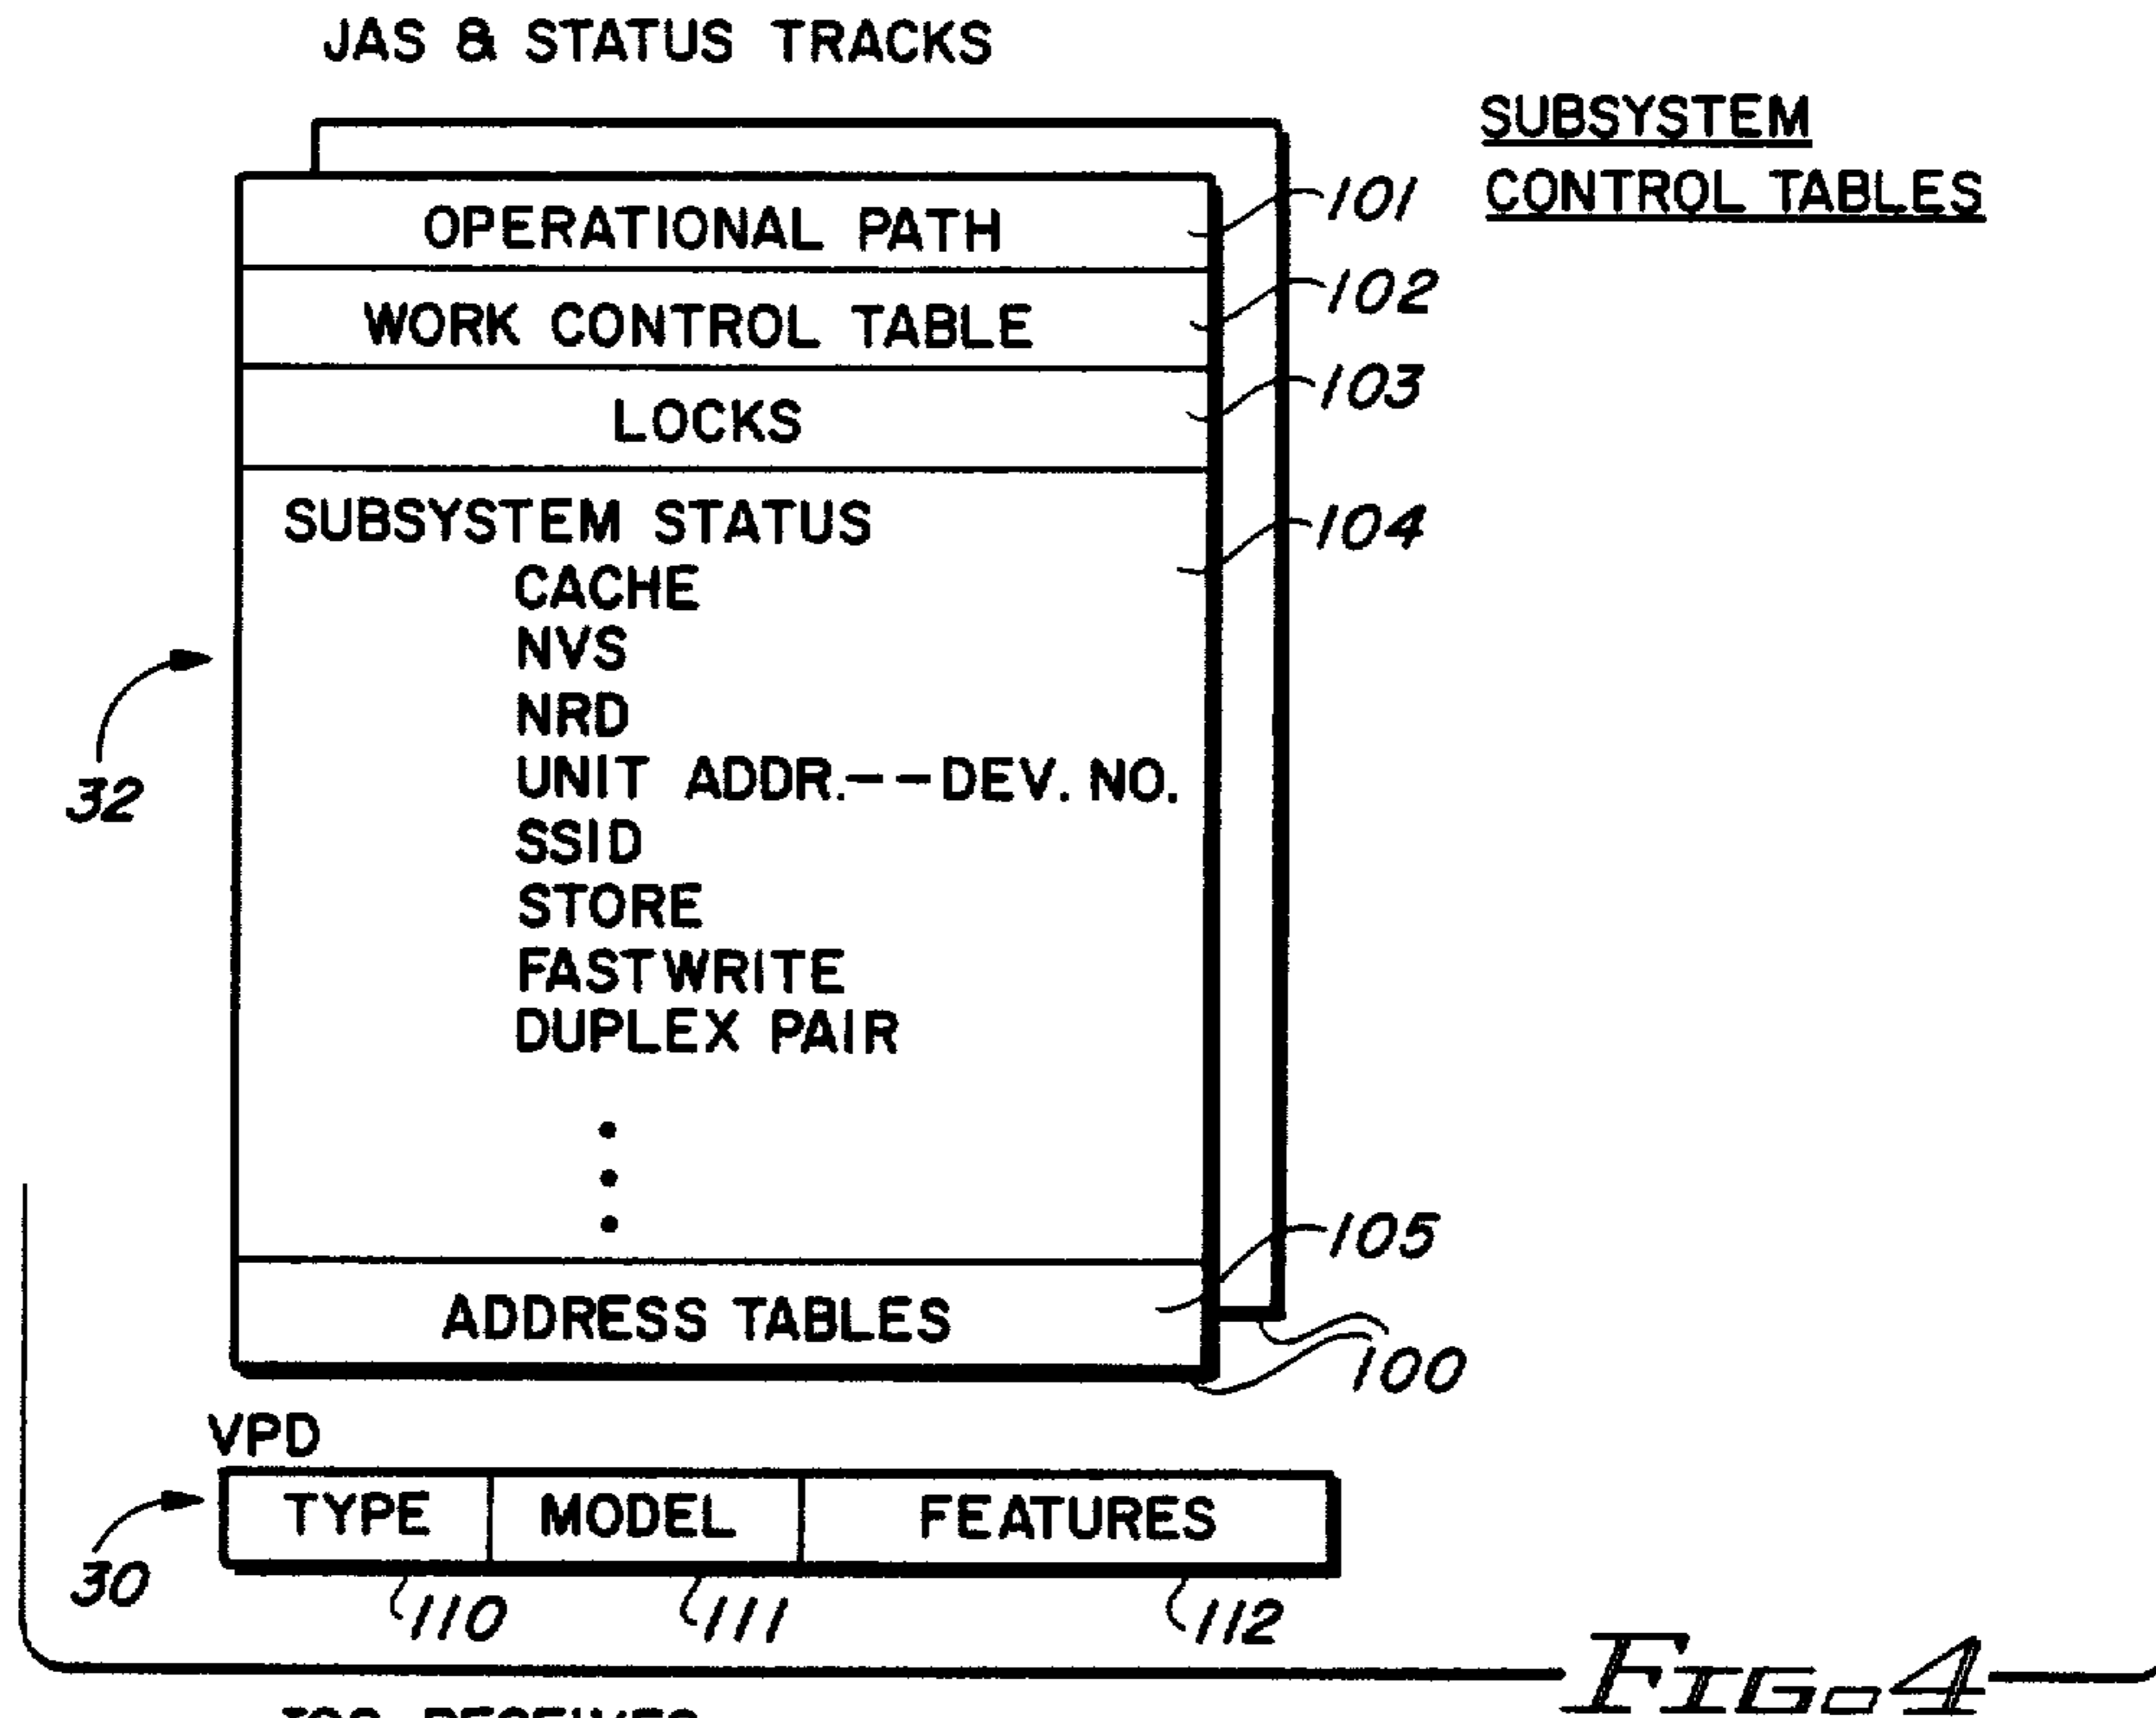 JAS & STATUS TRACKS
SUBSYSTEM
CONTROL TABLES
OPERATIONAL PATH
101
WORK CONTROL TABLE
102
LOCKS
103
SUBSYSTEM STATUS
104
CACHE
NVS
NRD
UNIT ADDR.--DEV. NO.
32
SSID
STORE
FASTWRITE
DUPLEX PAIR
105
ADDRESS TABLES
100
VPD
TYPE MODEL FEATURES
30
110 111 112
FIG. 4